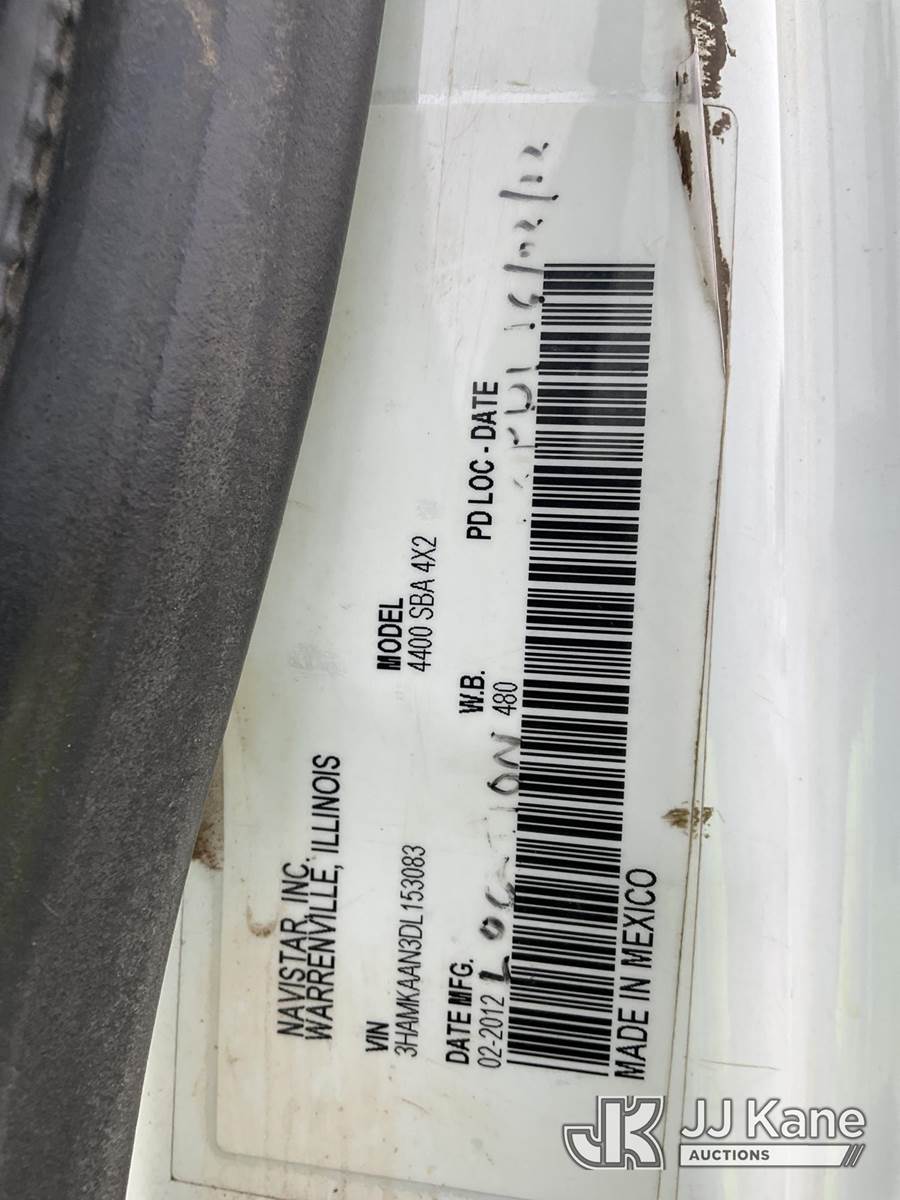 NAVISTAR, INC.
WARRENVILLE, ILLINOIS
VIN
3HAMKAAN3DL153083
MODEL
4400 SBA 4X2
DATE MFG.
02-2012
W.B.
480
PD LOC - DATE
MADE IN MEXICO
JK JJ Kane
AUCTIONS